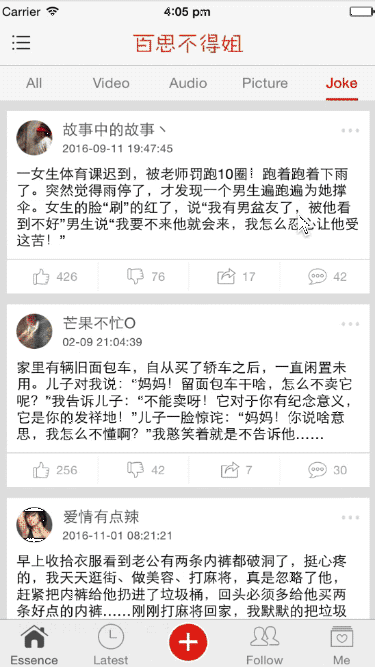 Carrier
4:05 pm
百思不得姐
All Video Audio Picture Joke
故事中的故事丶
2016-09-11 19:47:45
一女生体育课迟到，被老师罚跑10圈！跑着跑着下雨
了。突然觉得雨停了，才发现一个男生遍跑遍为她撑
伞。女生的脸“刷”的红了，说“我有男盆友了，被他看
到不好”男生说“我要不来他就会来，我怎么忍心让他受
这苦！”
426 76 17 42
芒果不忙O
02-09 21:04:39
家里有辆旧面包车，自从买了轿车之后，一直闲置未
用。儿子对我说：“妈妈！留面包车干啥，怎么不卖它
呢？”我告诉儿子：“不能卖呀！它对于你有纪念意义，
它是你的发祥地！”儿子一脸惊诧：“妈妈！你说啥意
思，我怎么不懂啊？”我憨笑着就是不告诉他……
256 42 7 30
爱情有点辣
2016-11-01 08:21:21
早上收拾衣服看到老公有两条内裤都破洞了，挺心疼
的，我天天逛街、做美容、打麻将，真是忽略了他，
赶紧把内裤给他扔进了垃圾桶，回头必须多给他买两
条好点的内裤……刚刚打麻将回家，我默默的把垃圾
Essence Latest Follow Me